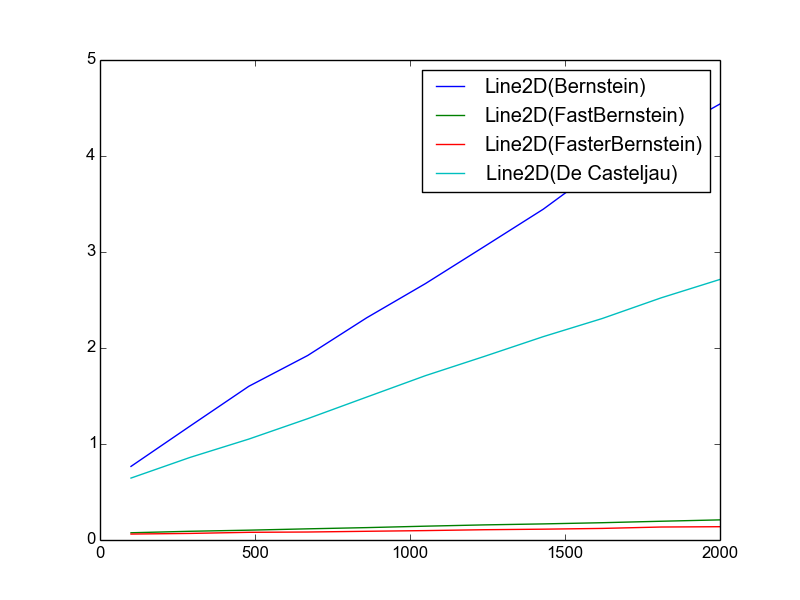 5
4
3
2
1
0
0 500 1000 1500 2000
Line2D(Bernstein)
Line2D(FastBernstein)
Line2D(FasterBernstein)
Line2D(De Casteljau)